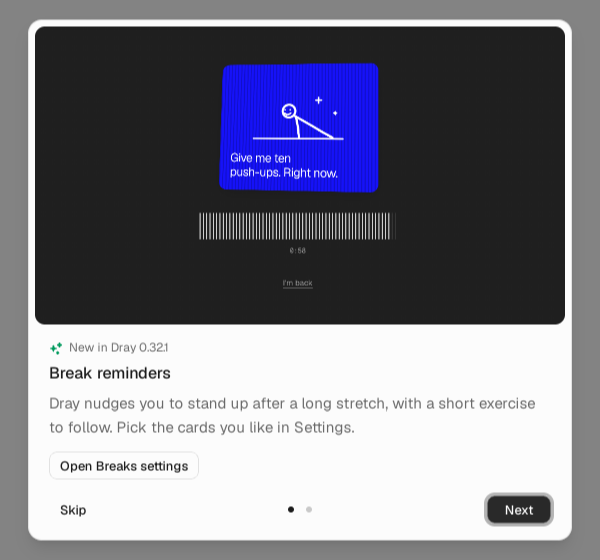 Give me ten
push-ups. Right now.
0:50
I'm back
New in Dray 0.32.1
Break reminders
Dray nudges you to stand up after a long stretch, with a short exercise
to follow. Pick the cards you like in Settings.
Open Breaks settings
Skip
Next